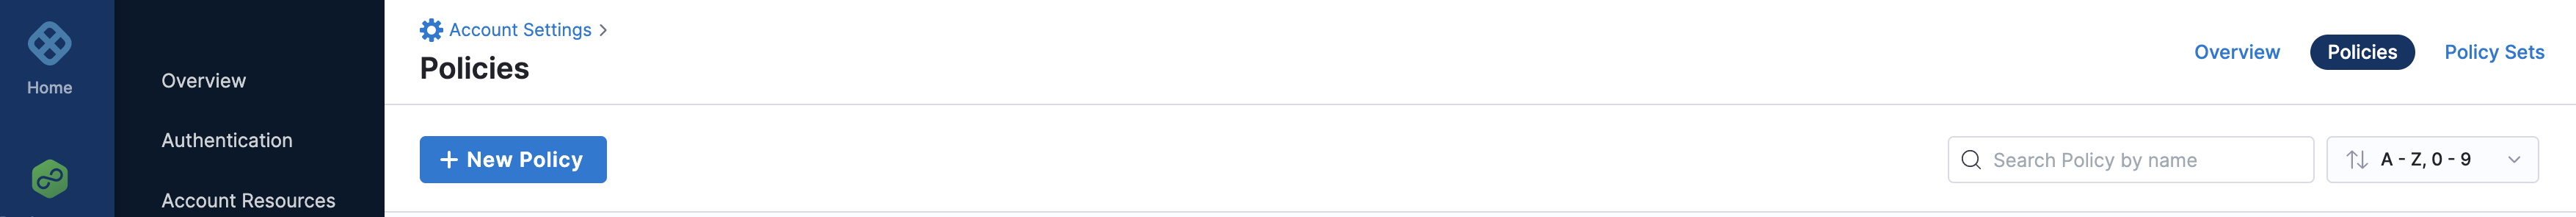 Home
Overview
Authentication
Account Resources
Account Settings >
Policies
Overview
Policies
Policy Sets
+ New Policy
Search Policy by name
A - Z, 0 - 9